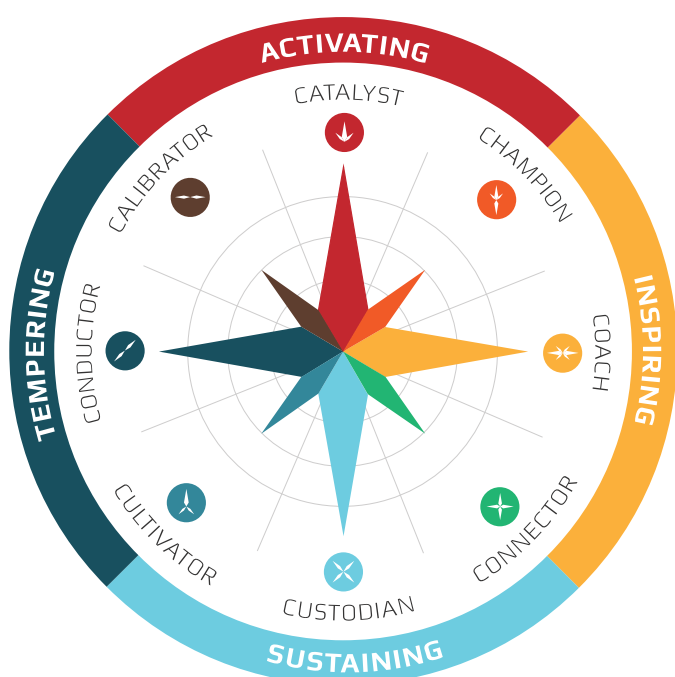 ACTIVATING
CATALYST
CALIBRATOR
CHAMPION
TEMPERING
CONDUCTOR
COACH
INSPIRING
CULTIVATOR
CONNECTOR
CUSTODIAN
SUSTAINING